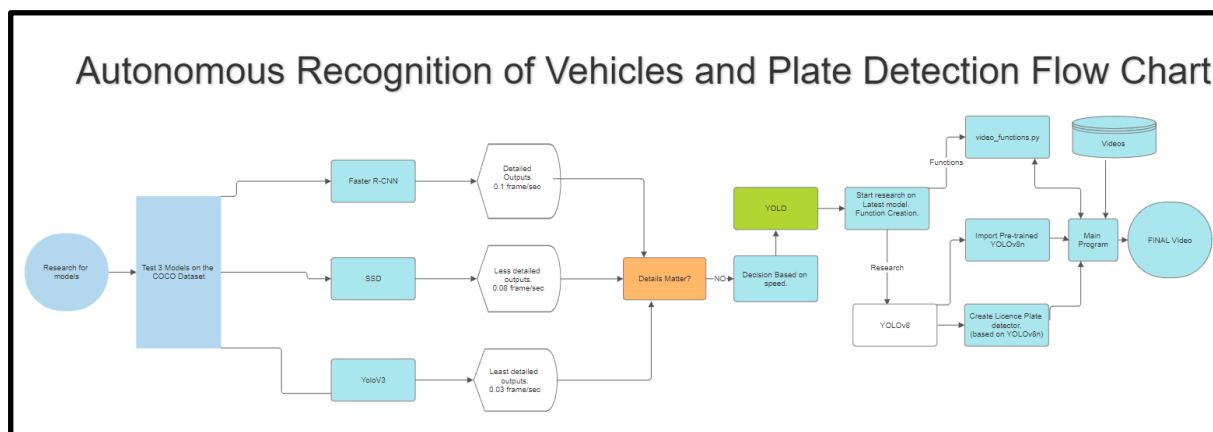 Autonomous Recognition of Vehicles and Plate Detection Flow Chart
Research for
models
Test 3 Models on the
COCO Dataset
Faster R-CNN
Detailed
Outputs.
0.1 frame/sec
SSD
Less detailed
outputs.
0.08 frame/sec
YoloV3
Least detailed
outputs.
0.03 frame/sec
Details Matter?
NO
Decision Based on
speed.
YOLO
Start research on
Latest model.
Function Creation.
Functions
video_functions.py
Videos
Research
YOLOv8
Import Pre-trained
YOLOv8n
Create Licence Plate
detector,
(based on YOLOv8n)
Main
Program
FINAL Video